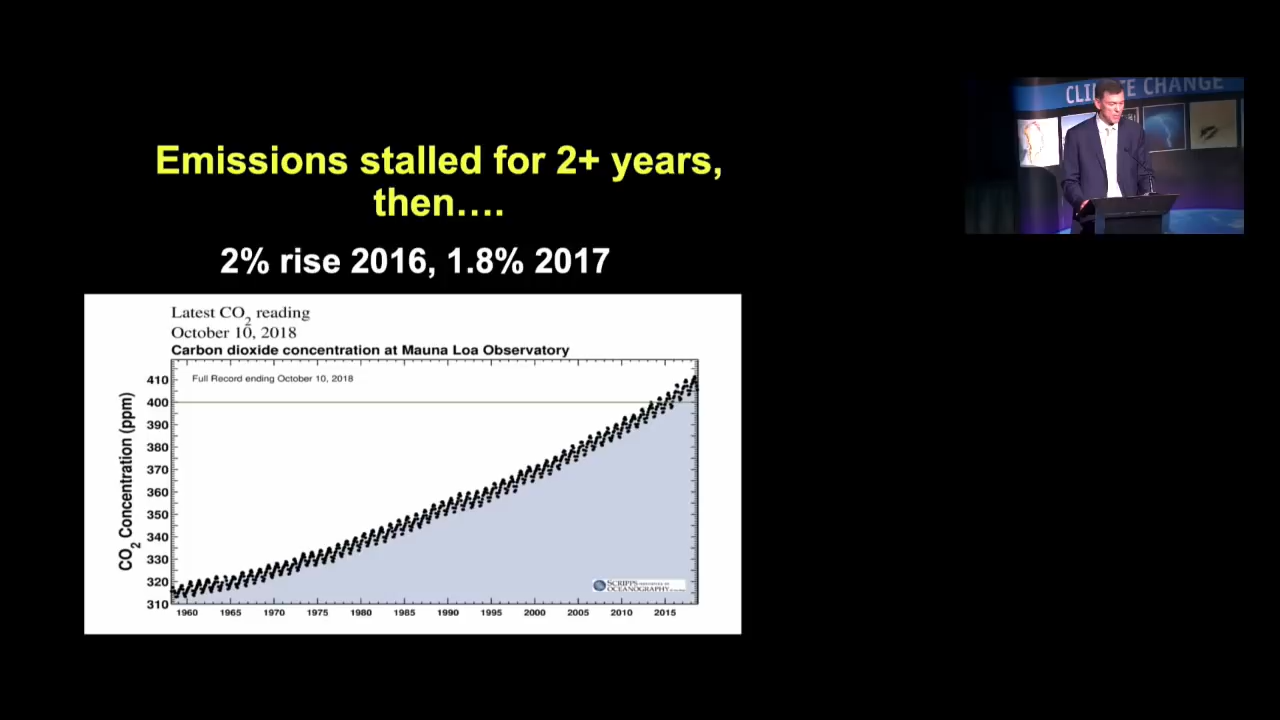 Emissions stalled for 2+ years,
then....
2% rise 2016, 1.8% 2017
CLIMATE CHANGE
Latest CO2 reading
October 10, 2018
Carbon dioxide concentration at Mauna Loa Observatory
Full Record ending October 10, 2018
CO2 Concentration (ppm)
410
400
390
380
370
360
350
340
330
320
310
SCRIPPS
OCEANOGRAPHY
1960 1965 1970 1975 1980 1985 1990 1995 2000 2005 2010 2015